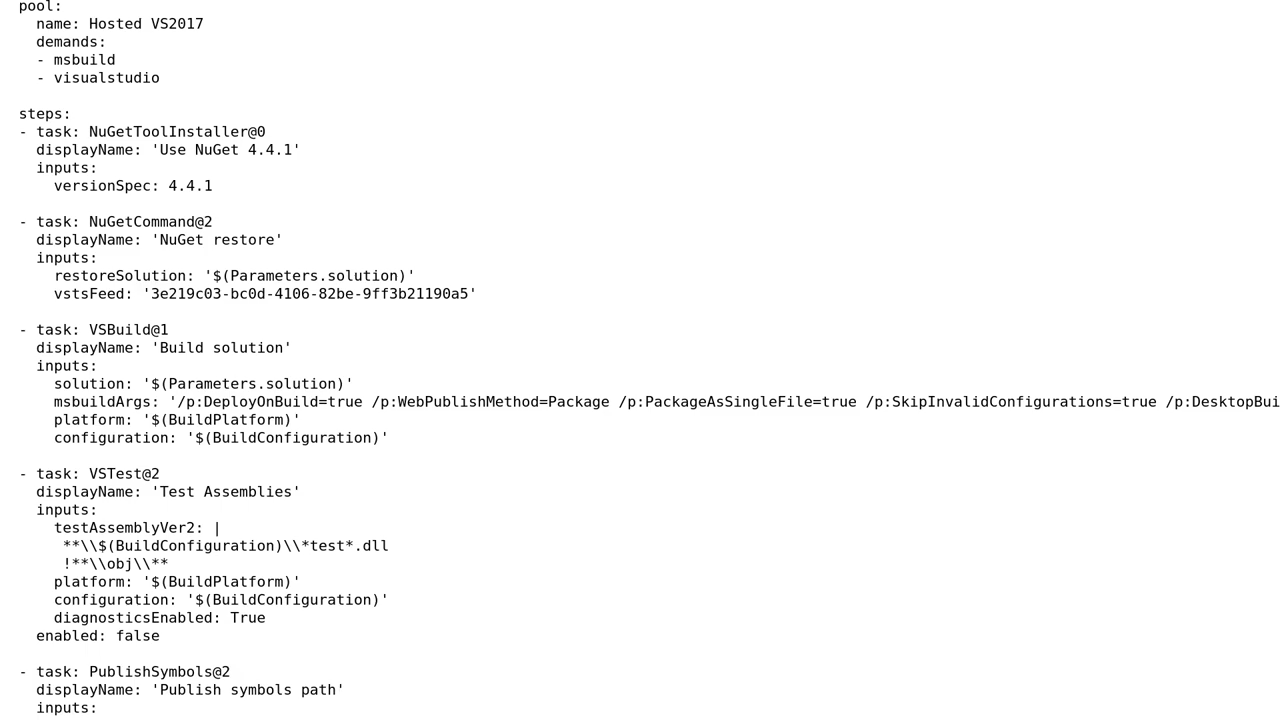 pool:
  name: Hosted VS2017
  demands:
  - msbuild
  - visualstudio

steps:
- task: NuGetToolInstaller@0
  displayName: 'Use NuGet 4.4.1'
  inputs:
    versionSpec: 4.4.1

- task: NuGetCommand@2
  displayName: 'NuGet restore'
  inputs:
    restoreSolution: '$(Parameters.solution)'
    vstsFeed: '3e219c03-bc0d-4106-82be-9ff3b21190a5'

- task: VSBuild@1
  displayName: 'Build solution'
  inputs:
    solution: '$(Parameters.solution)'
    msbuildArgs: '/p:DeployOnBuild=true /p:WebPublishMethod=Package /p:PackageAsSingleFile=true /p:SkipInvalidConfigurations=true /p:DesktopBui
    platform: '$(BuildPlatform)'
    configuration: '$(BuildConfiguration)'

- task: VSTest@2
  displayName: 'Test Assemblies'
  inputs:
    testAssemblyVer2: |
     **\\$(BuildConfiguration)\\*test*.dll
     !**\\obj\\**
    platform: '$(BuildPlatform)'
    configuration: '$(BuildConfiguration)'
    diagnosticsEnabled: True
  enabled: false

- task: PublishSymbols@2
  displayName: 'Publish symbols path'
  inputs: